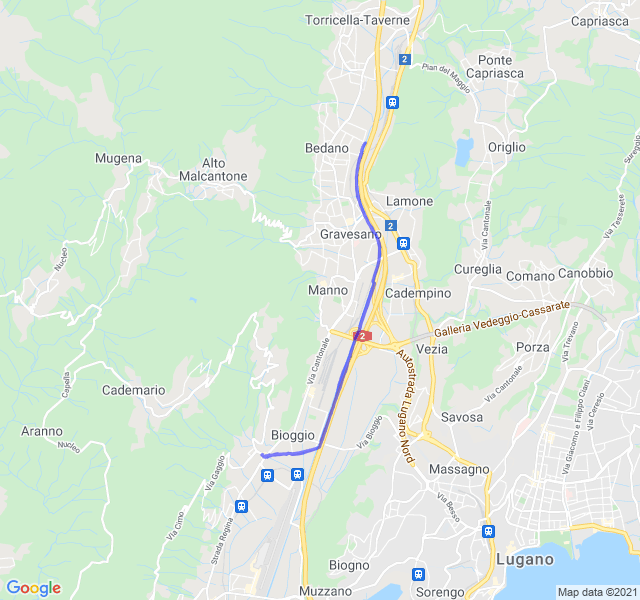 Torricella-Taverne
Capriasca
2
Ponte
Capriasca
Pian del Maggio
Bedano
Origlio
Sureggio
Mugena
Alto
Malcantone
Lamone
Via Cantonale
Via Tesserete
2
Gravesano
Nucleo
Cureglia
Comano
Canobbio
Manno
Cadempino
Galleria Vedeggio-Cassarate
2
Vezia
Porza
Via Trevano
Via Cantonale
Autostrada Lugano Nord
Capella
Cademario
Via Cantonale
Via Giacomo e Filippo Ciani
Via Ceresio
Aranno
Nucleo
Bioggio
Via Bioggio
Savosa
Massagno
Via Gaggio
Via Cimo
Strada Regina
Via Besso
Lugano
Biogno
Sorengo
Muzzano
Google
Map data ©2021